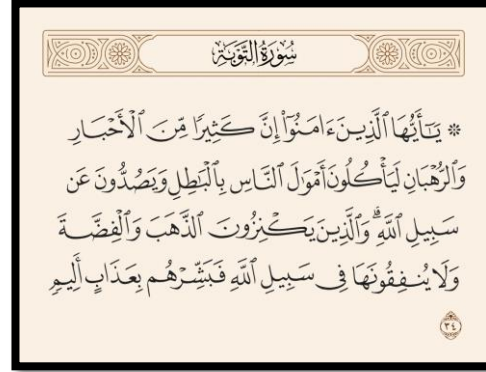 سُورَةُ التَّوۡبَةِ
۞ يَـٰٓأَيُّهَا ٱلَّذِينَ ءَامَنُوٓاْ إِنَّ كَثِيرٗا مِّنَ ٱلۡأَحۡبَارِ
وَٱلرُّهۡبَانِ لَيَأۡكُلُونَ أَمۡوَٰلَ ٱلنَّاسِ بِٱلۡبَٰطِلِ وَيَصُدُّونَ عَن
سَبِيلِ ٱللَّهِۗ وَٱلَّذِينَ يَكۡنِزُونَ ٱلذَّهَبَ وَٱلۡفِضَّةَ
وَلَا يُنفِقُونَهَا فِي سَبِيلِ ٱللَّهِ فَبَشِّرۡهُم بِعَذَابٍ أَلِيمٖ
٣٤